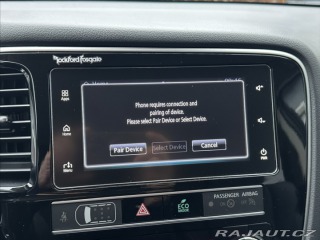 Rockford Fosgate
Apps
Home
Menu
Phone requires connection and
pairing of device.
Please select Pair Device or Select Device.
Pair Device
Select Device
Cancel
PWR
PASSENGER AIRBAG
ECO
RAJAUT.CZ